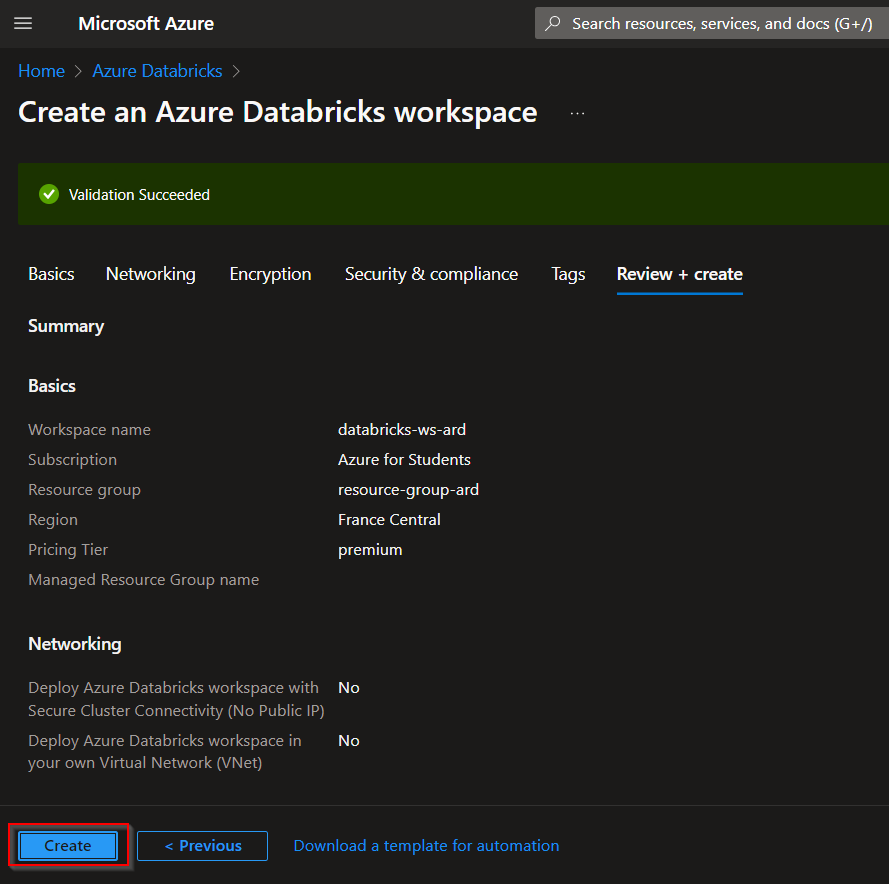 Microsoft Azure
Search resources, services, and docs (G+/)
Home > Azure Databricks >
Create an Azure Databricks workspace ...
Validation Succeeded
Basics Networking Encryption Security & compliance Tags Review + create
Summary
Basics
Workspace name databricks-ws-ard
Subscription Azure for Students
Resource group resource-group-ard
Region France Central
Pricing Tier premium
Managed Resource Group name
Networking
Deploy Azure Databricks workspace with No
Secure Cluster Connectivity (No Public IP)
Deploy Azure Databricks workspace in No
your own Virtual Network (VNet)
Create < Previous Download a template for automation